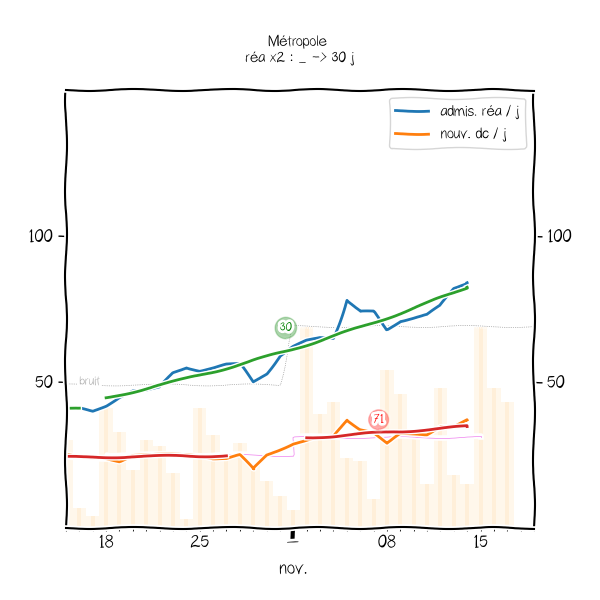 Métropole
réa x2 : _ -> 30 j
admis. réa / j
nouv. dc / j
100
100
30
bruit
50
50
71
18
25
1
08
15
nov.